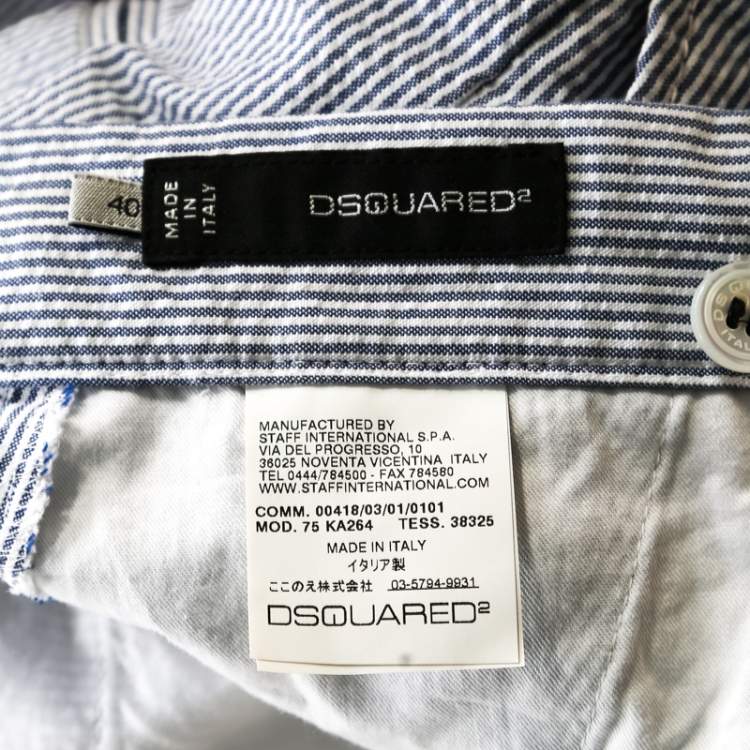 40
MADE
IN
ITALY
DSQUARED²
DSQ
ITALY
MANUFACTURED BY
STAFF INTERNATIONAL S.P.A.
VIA DEL PROGRESSO, 10
36025 NOVENTA VICENTINA ITALY
TEL 0444/784500 - FAX 784580
WWW.STAFFINTERNATIONAL.COM
COMM. 00418/03/01/0101
MOD. 75 KA264 TESS. 38325
MADE IN ITALY
イタリア製
ここのえ株式会社 03-5794-9931
DSQUARED²